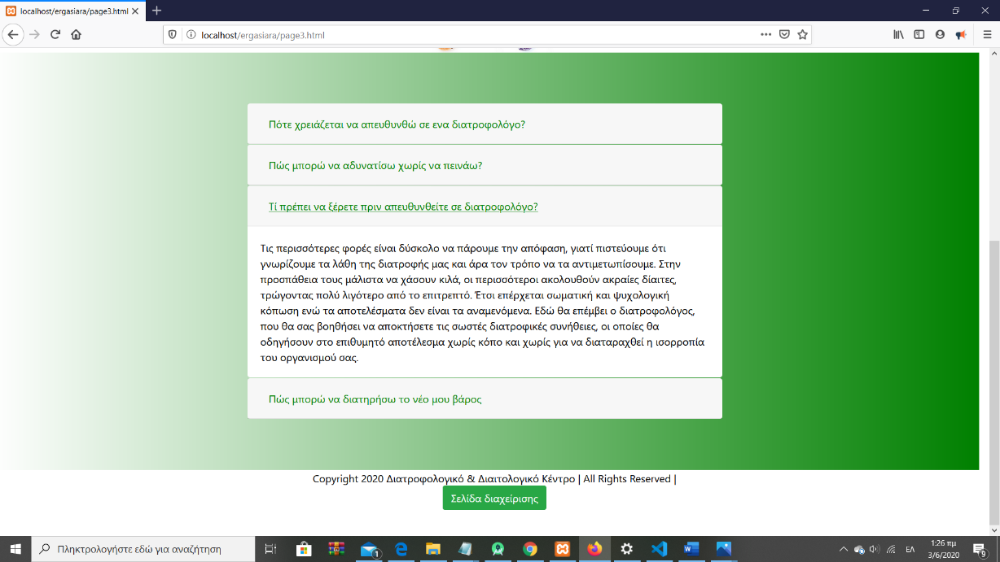 localhost/ergasiara/page3.html
localhost/ergasiara/page3.html
Πότε χρειάζεται να απευθυνθώ σε ενα διατροφολόγο?
Πώς μπορώ να αδυνατίσω χωρίς να πεινάω?
Τί πρέπει να ξέρετε πριν απευθυνθείτε σε διατροφολόγο?
Τις περισσότερες φορές είναι δύσκολο να πάρουμε την απόφαση, γιατί πιστεύουμε ότι
γνωρίζουμε τα λάθη της διατροφής μας και άρα τον τρόπο να τα αντιμετωπίσουμε. Στην
προσπάθεια τους μάλιστα να χάσουν κιλά, οι περισσότεροι ακολουθούν ακραίες δίαιτες,
τρώγοντας πολύ λιγότερο από το επιτρεπτό. Έτσι επέρχεται σωματική και ψυχολογική
κόπωση ενώ τα αποτελέσματα δεν είναι τα αναμενόμενα. Εδώ θα επέμβει ο διατροφολόγος,
που θα σας βοηθήσει να αποκτήσετε τις σωστές διατροφικές συνήθειες, οι οποίες θα
οδηγήσουν στο επιθυμητό αποτέλεσμα χωρίς κόπο και χωρίς για να διαταραχθεί η ισορροπία
του οργανισμού σας.
Πώς μπορώ να διατηρήσω το νέο μου βάρος
Copyright 2020 Διατροφολογικό & Διαιτολογικό Κέντρο | All Rights Reserved |
Σελίδα διαχείρισης
Πληκτρολογήστε εδώ για αναζήτηση
1
ΕΛ
1:26 πμ
3/6/2020
9